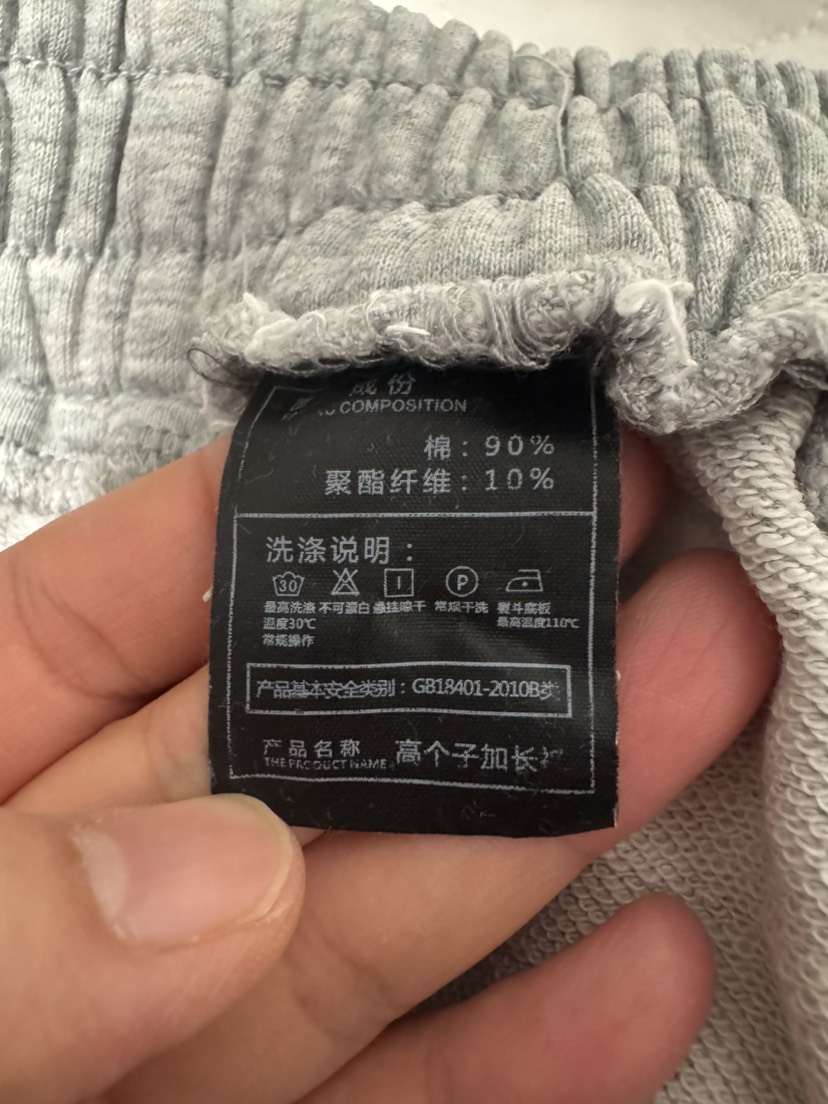 成份
COMPOSITION
棉: 90%
聚酯纤维: 10%
洗涤说明:
30 P
最高洗涤 不可漂白 悬挂晾干 常规干洗 熨斗底板
温度30℃ 最高温度110℃
常规操作
产品基本安全类别: GB18401-2010B类
产品名称 高个子加长
THE PRODUCT NAME